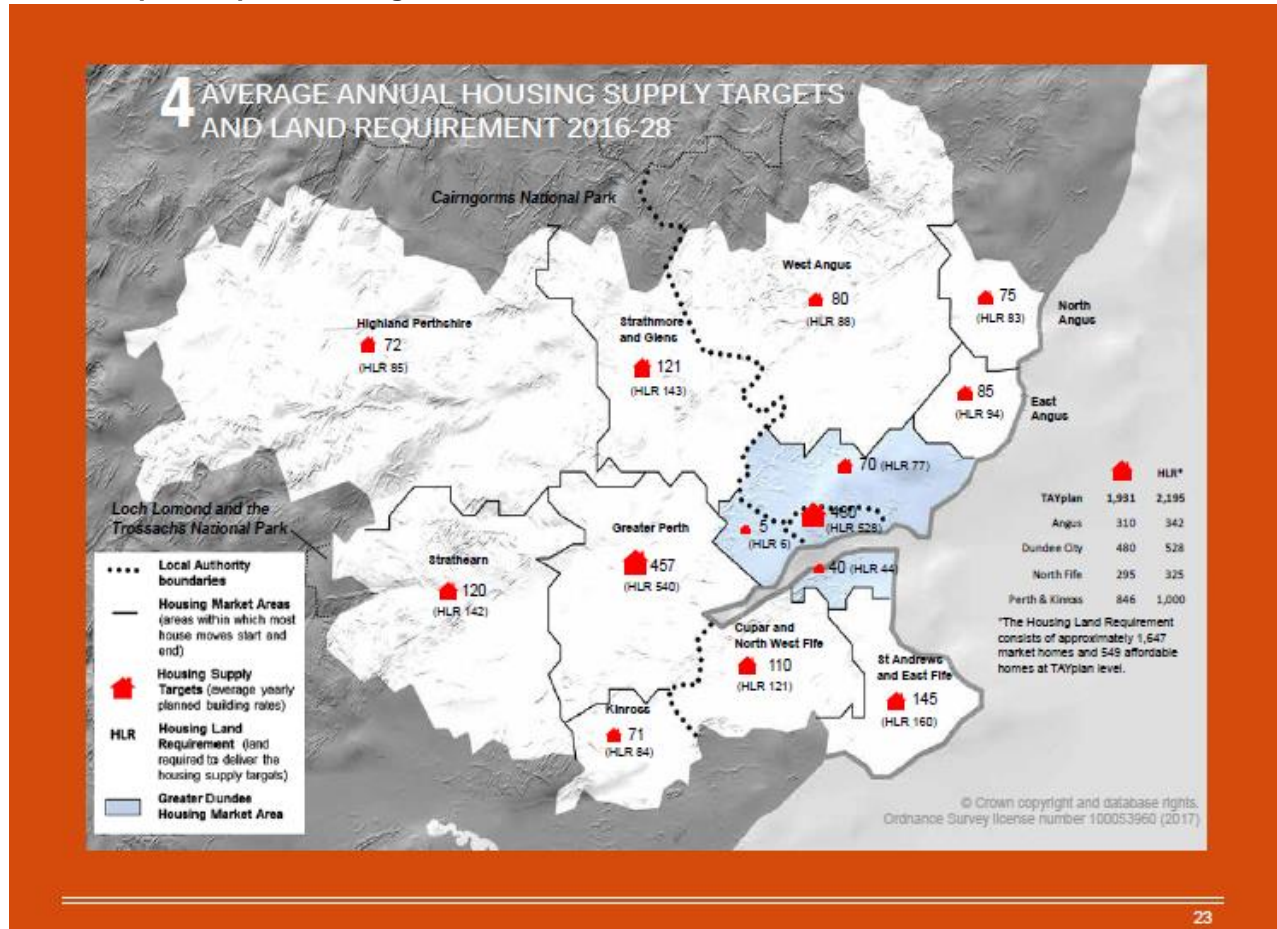 4 AVERAGE ANNUAL HOUSING SUPPLY TARGETS
AND LAND REQUIREMENT 2016-28
Cairngorms National Park
West Angus
80
(HLR 88)
75
(HLR 83)
North
Angus
Highland Perthshire
72
(HLR 85)
Strathmore
and Glens
121
(HLR 143)
85
(HLR 94)
East
Angus
70 (HLR 77)
480
(HLR 528)
5
(HLR 6)
40 (HLR 44)
Loch Lomond and the
Trossachs National Park
Strathearn
120
(HLR 142)
Greater Perth
457
(HLR 540)
Cupar and
North West Fife
110
(HLR 121)
St Andrews
and East Fife
145
(HLR 160)
Kinross
71
(HLR 84)
Local Authority
boundaries
Housing Market Areas
(areas within which most
house moves start and
end)
Housing Supply
Targets (average yearly
planned building rates)
HLR Housing Land
Requirement (land
required to deliver the
housing supply targets)
Greater Dundee
Housing Market Area
HLR*
TAYplan 1,931 2,195
Angus 310 342
Dundee City 480 528
North Fife 295 325
Perth & Kinross 846 1,000
*The Housing Land Requirement
consists of approximately 1,647
market homes and 549 affordable
homes at TAYplan level.
© Crown copyright and database rights.
Ordnance Survey license number 100053960 (2017)
23